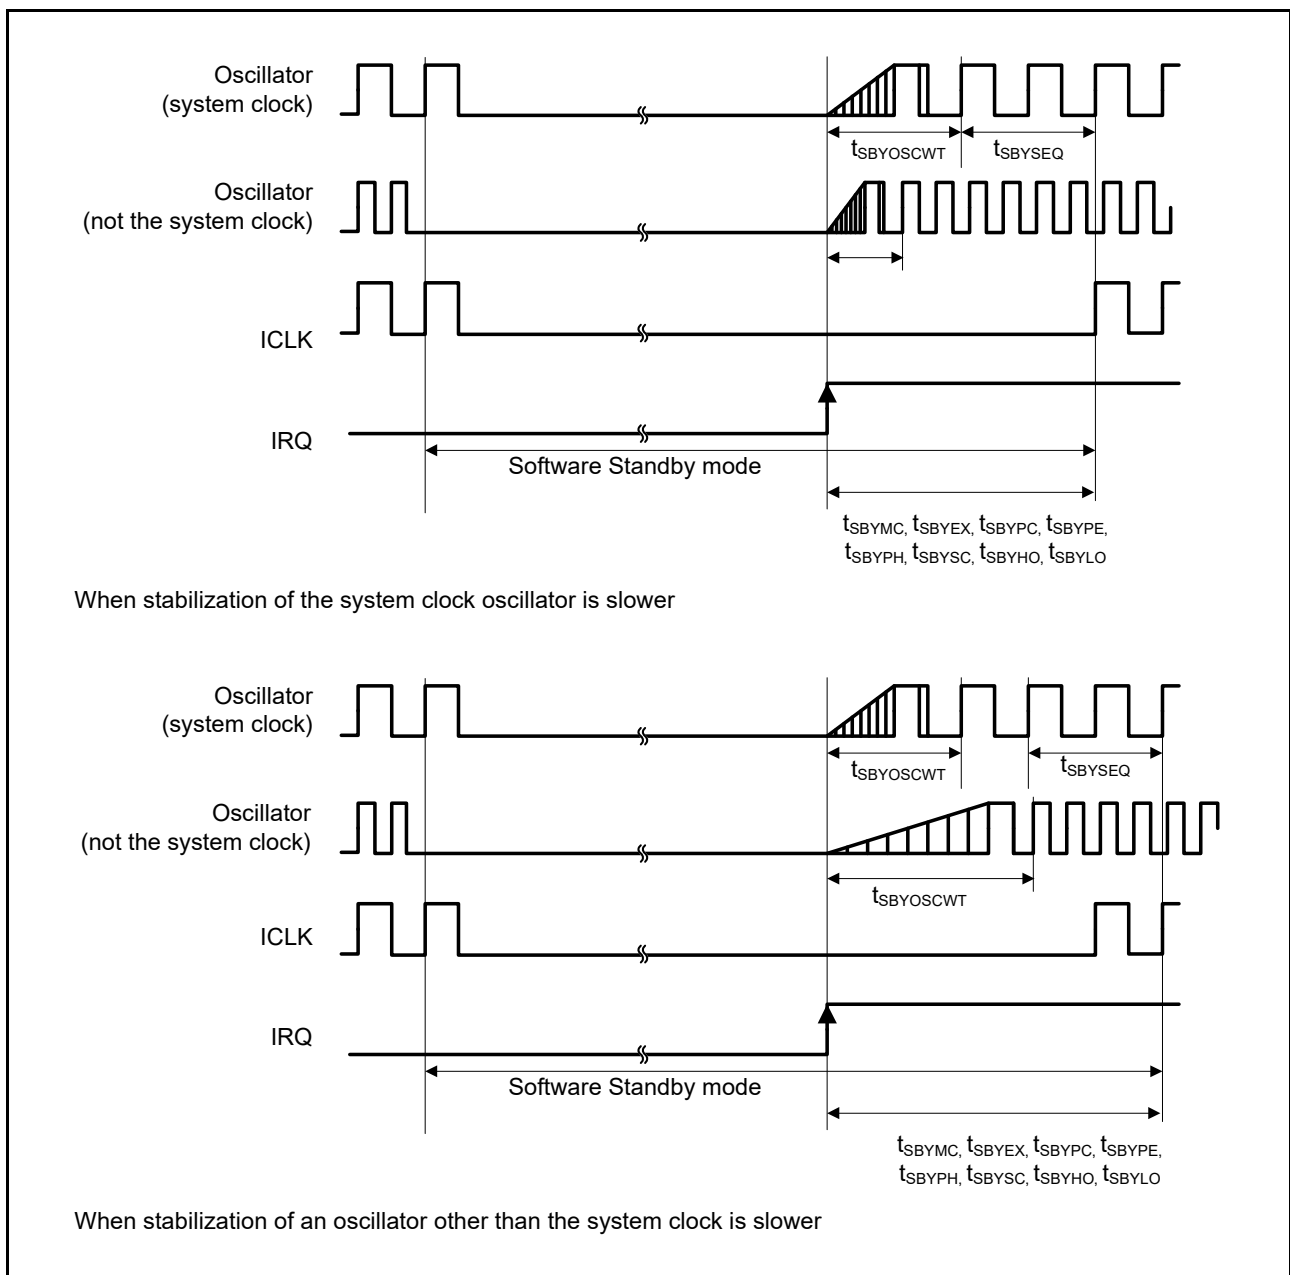 Oscillator
(system clock)
tSBYOSCWT tSBYSEQ
Oscillator
(not the system clock)
ICLK
IRQ
Software Standby mode
tSBYMC, tSBYEX, tSBYPC, tSBYPE,
tSBYPH, tSBYSC, tSBYHO, tSBYLO
When stabilization of the system clock oscillator is slower
Oscillator
(system clock)
tSBYOSCWT tSBYSEQ
Oscillator
(not the system clock)
tSBYOSCWT
ICLK
IRQ
Software Standby mode
tSBYMC, tSBYEX, tSBYPC, tSBYPE,
tSBYPH, tSBYSC, tSBYHO, tSBYLO
When stabilization of an oscillator other than the system clock is slower